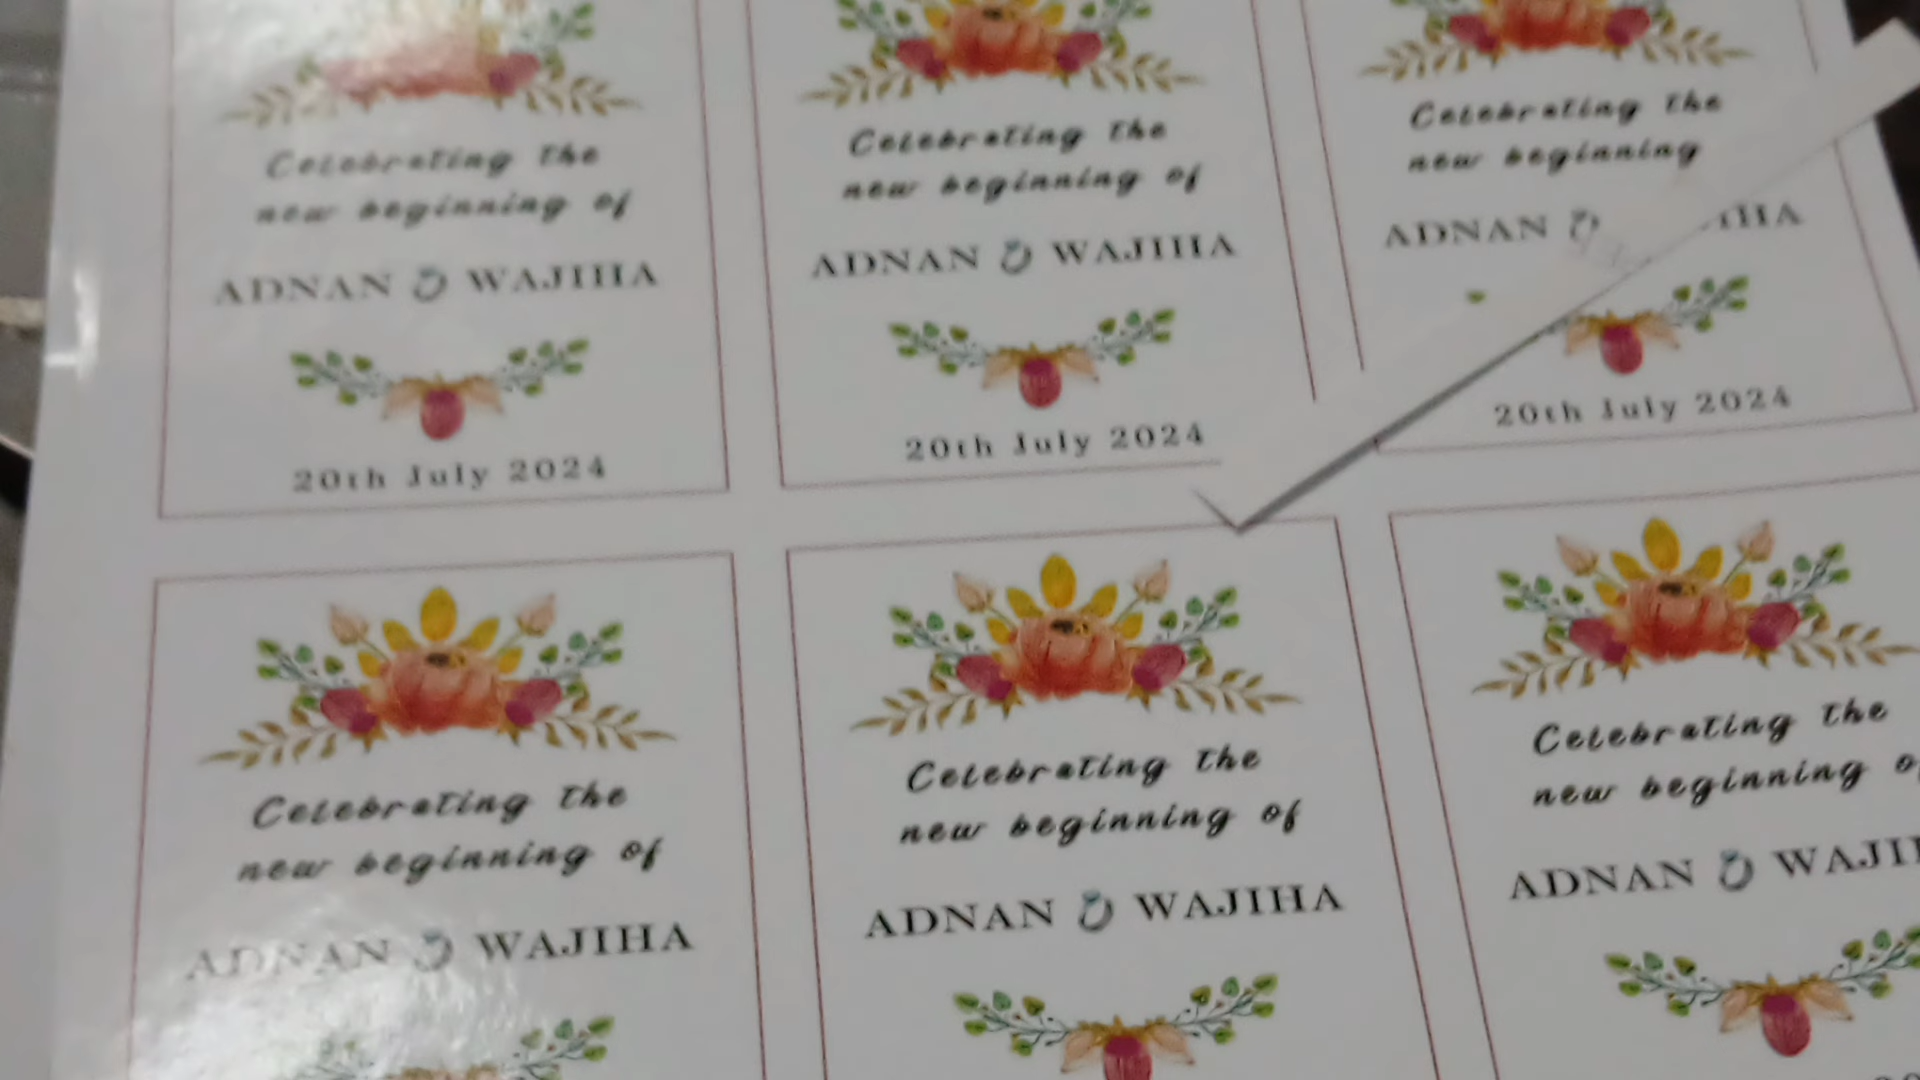 Celebrating the
new beginning of
ADNAN WAJIHA
20th July 2024
Celebrating the
new beginning of
ADNAN WAJIHA
20th July 2024
Celebrating the
new beginning
ADNAN
20th July 2024
Celebrating the
new beginning of
ADNAN WAJIHA
Celebrating the
new beginning of
ADNAN WAJIHA
Celebrating the
new beginning
ADNAN